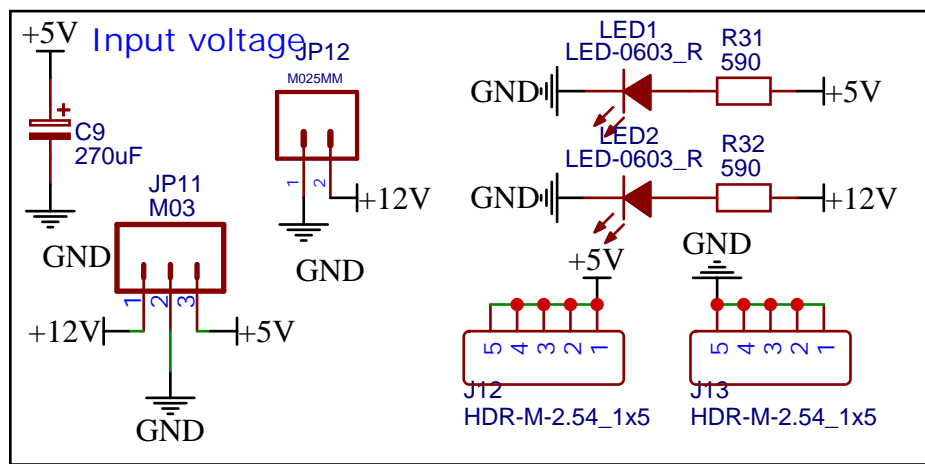 Input voltage
+5V
C9
270uF
GND
JP12
M025MM
1
2
+12V
GND
JP11
M03
1
2
3
+12V
+5V
GND
LED1
LED-0603_R
R31
590
GND
+5V
LED2
LED-0603_R
R32
590
GND
+12V
+5V
5
4
3
2
1
J12
HDR-M-2.54_1x5
GND
5
4
3
2
1
J13
HDR-M-2.54_1x5